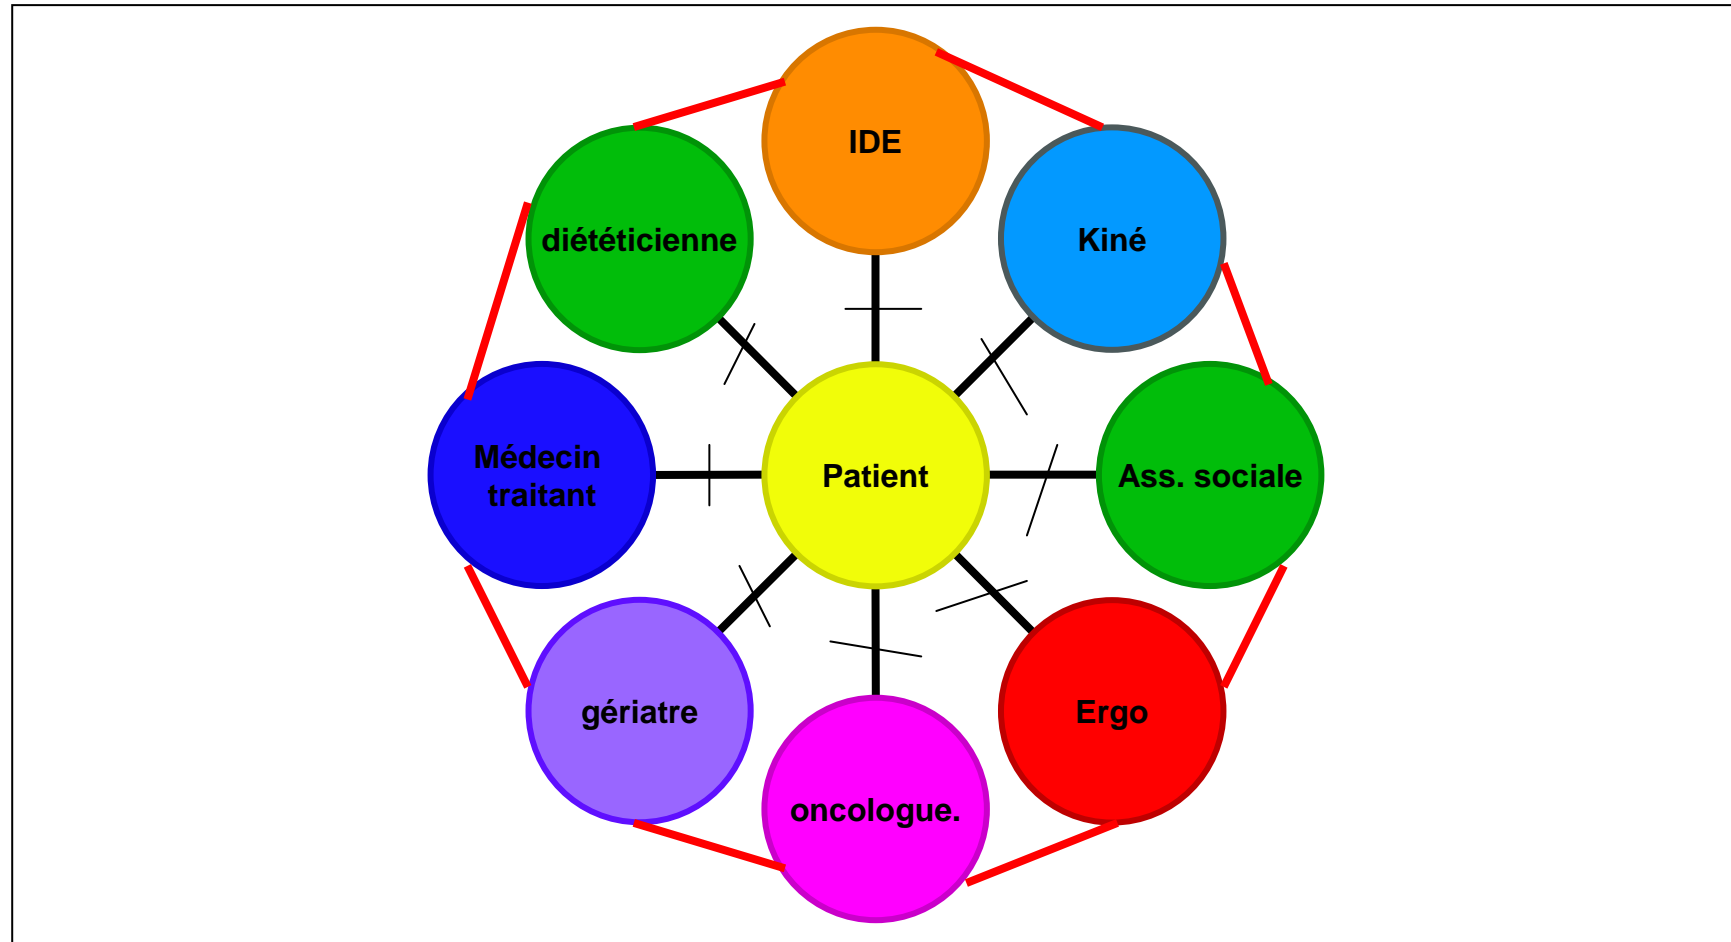 IDE
diététicienne
Kiné
Médecin
traitant
Patient
Ass. sociale
gériatre
Ergo
oncologue.